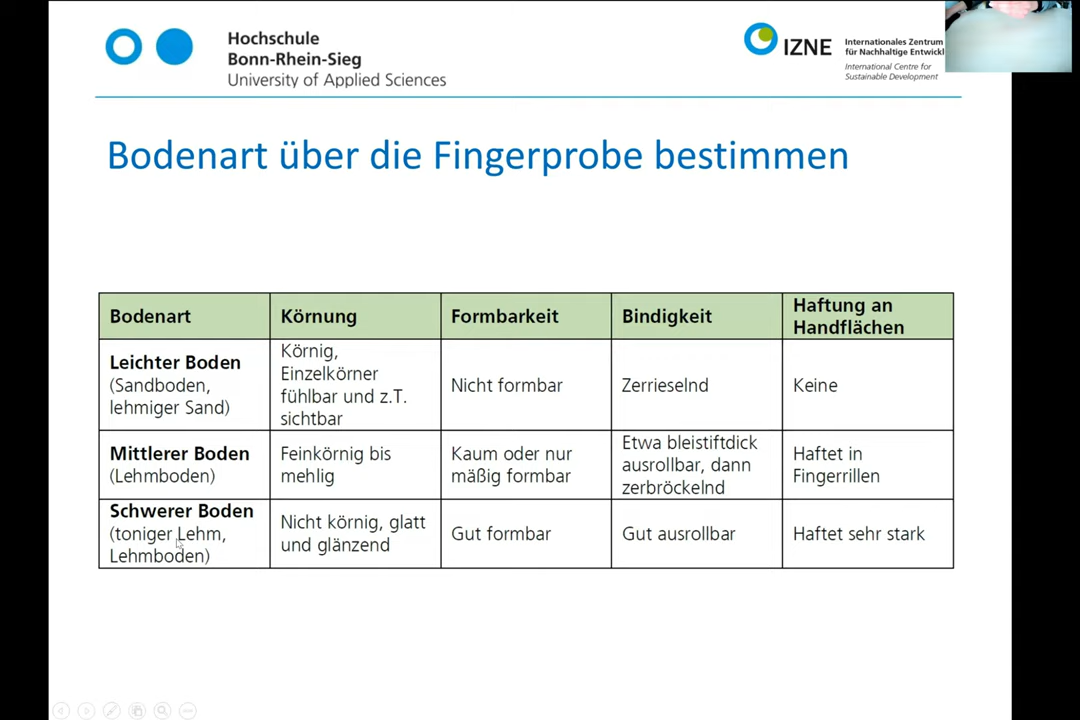 Hochschule
Bonn-Rhein-Sieg
University of Applied Sciences
IZNE
Internationales Zentrum
für Nachhaltige
International Centre for
Sustainable Development
Bodenart über die Fingerprobe bestimmen
Bodenart
Körnung
Formbarkeit
Bindigkeit
Haftung an
Handflächen
Leichter Boden
(Sandboden,
lehmiger Sand)
Körnig,
Einzelkörner
fühlbar und z.T.
sichtbar
Nicht formbar
Zerrieselnd
Keine
Mittlerer Boden
(Lehmboden)
Feinkörnig bis
mehlig
Kaum oder nur
mäßig formbar
Etwa bleistiftdick
ausrollbar, dann
zerbröckelnd
Haftet in
Fingerrillen
Schwerer Boden
(toniger Lehm,
Lehmboden)
Nicht körnig, glatt
und glänzend
Gut formbar
Gut ausrollbar
Haftet sehr stark